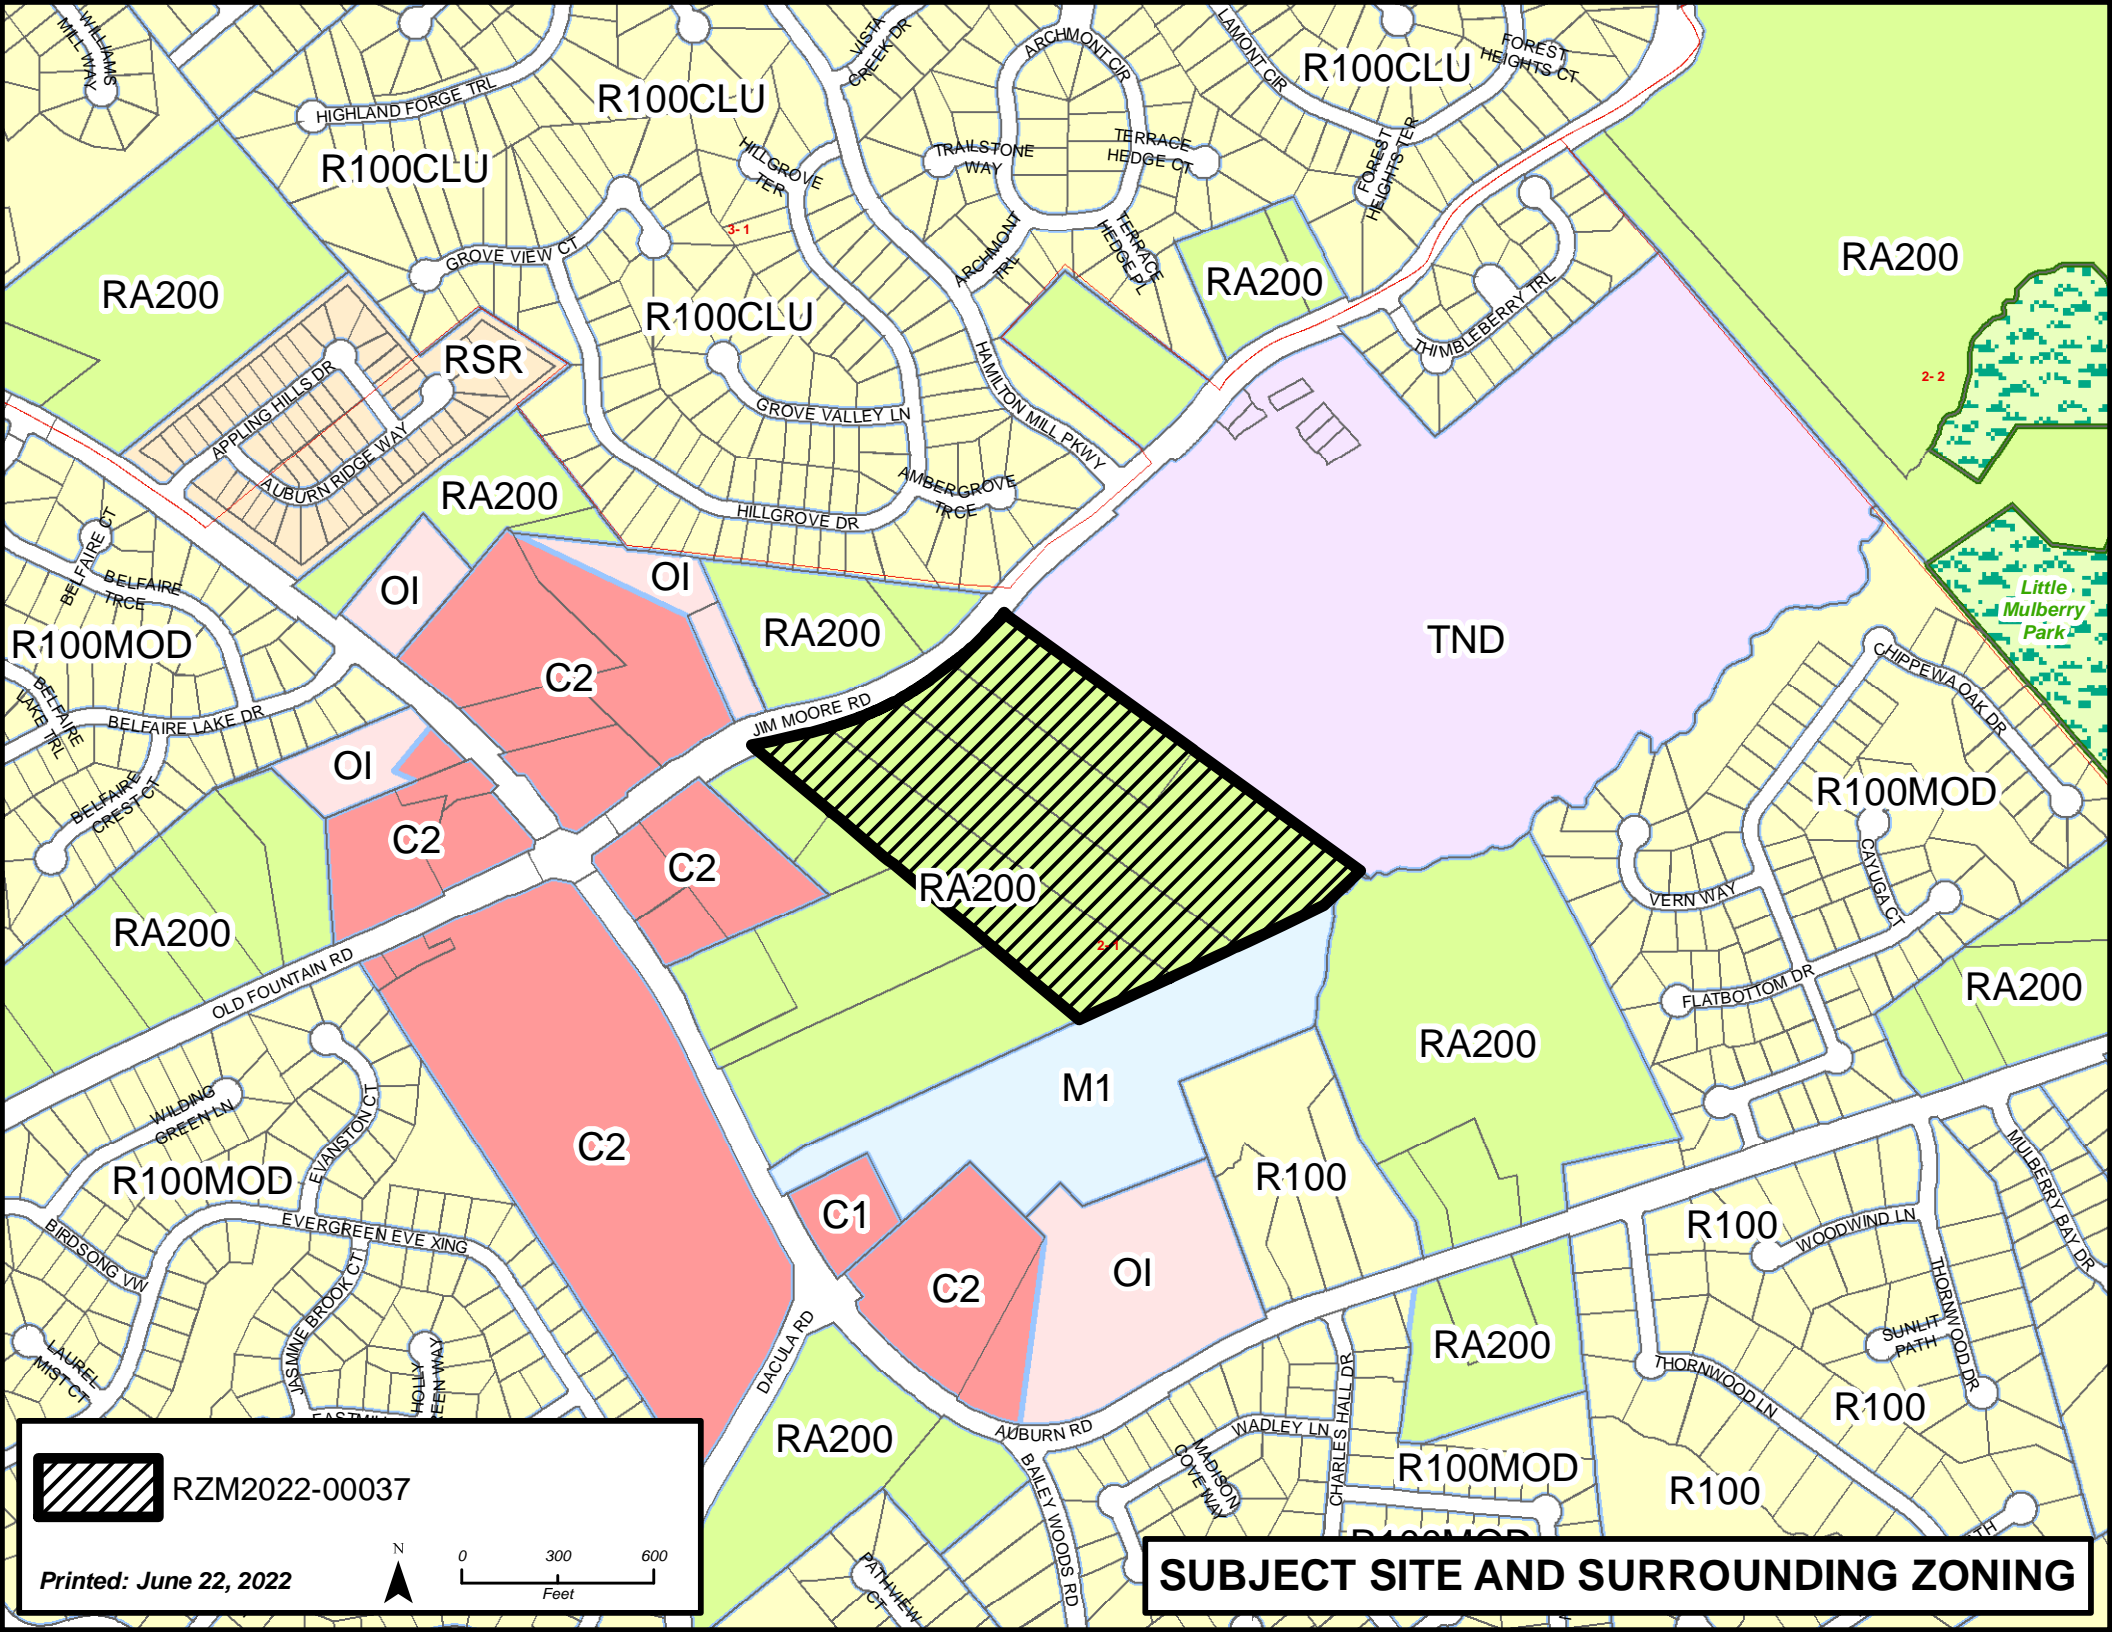 WILLIAMS
MILL WAY
HIGHLAND FORGE TRL
R100CLU
VISTA
CREEK DR
ARCHMONT CIR
LAMONT CIR
R100CLU
FOREST
HEIGHTS CT
R100CLU
HILLGROVE
TER
TRAILSTONE
WAY
TERRACE
HEDGE CT
FOREST
HEIGHTS TER
3- 1
GROVE VIEW CT
ARCHMONT
TRL
TERRACE
HEDGE PL
RA200
RA200
RA200
R100CLU
THIMBLEBERRY TRL
RSR
APPLING HILLS DR
AUBURN RIDGE WAY
GROVE VALLEY LN
HAMILTON MILL PKWY
2- 2
RA200
AMBERGROVE
TRCE
HILLGROVE DR
BELFAIRE CT
BELFAIRE
TRCE
OI
OI
Little
Mulberry
Park
R100MOD
RA200
TND
C2
BELFAIRE
LAKE TRL
BELFAIRE LAKE DR
JIM MOORE RD
CHIPPEWA OAK DR
OI
BELFAIRE
CREST CT
R100MOD
C2
C2
RA200
CAYUGA CT
VERN WAY
RA200
2- 1
OLD FOUNTAIN RD
FLATBOTTOM DR
RA200
RA200
M1
WILDING
GREEN LN
EVANSTON CT
C2
R100MOD
R100
MULBERRY BAY DR
C1
R100
WOODWIND LN
BIRDSONG VW
EVERGREEN EVE XING
OI
C2
THORNWOOD DR
JASMINE BROOK CT
DACULA RD
RA200
SUNLIT
PATH
LAUREL
MIST CT
HOLLY
CHARLES HALL DR
THORNWOOD LN
R100
RA200
AUBURN RD
WADLEY LN
MADISON
COVE WAY
BAILEY WOODS RD
R100MOD
R100
RZM2022-00037
PATHVIEW
CT
R100MOD
N
0 300 600
Feet
Printed: June 22, 2022
SUBJECT SITE AND SURROUNDING ZONING